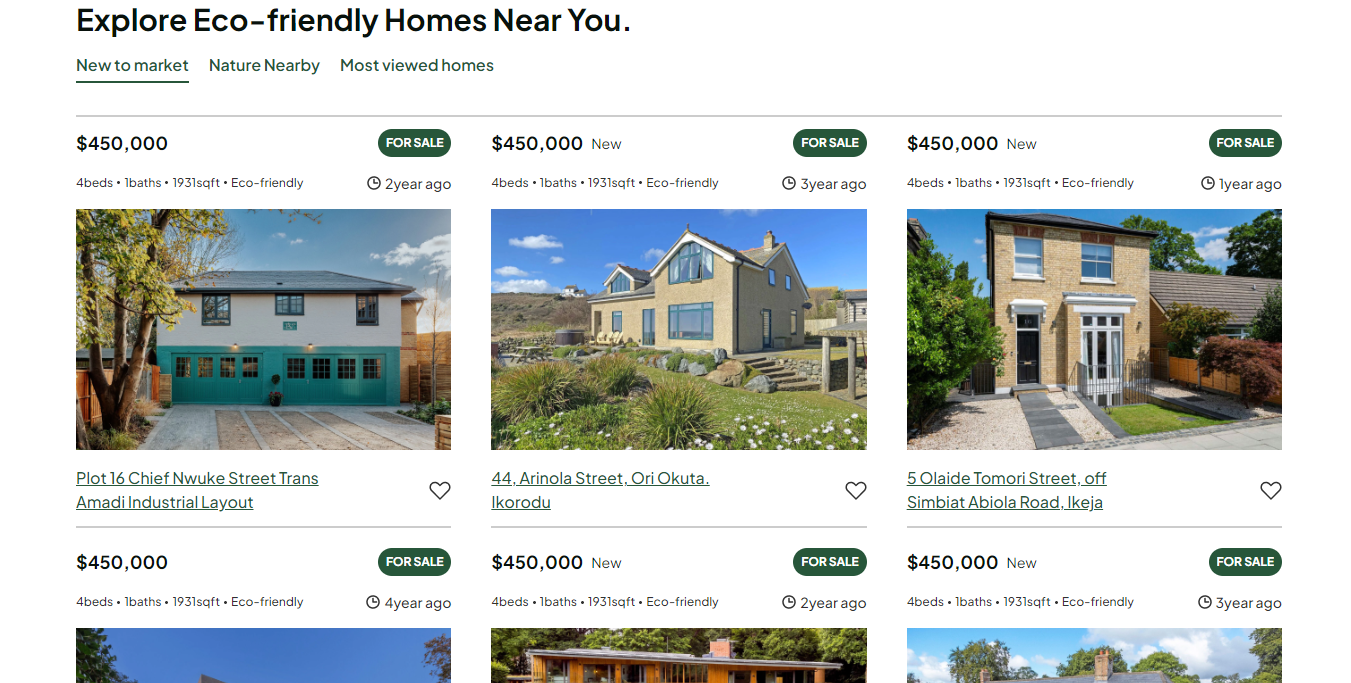 Explore Eco-friendly Homes Near You.
New to market Nature Nearby Most viewed homes
$450,000 FOR SALE
4beds • 1baths • 1931sqft • Eco-friendly 2year ago
Plot 16 Chief Nwuke Street Trans
Amadi Industrial Layout
$450,000 New FOR SALE
4beds • 1baths • 1931sqft • Eco-friendly 3year ago
44, Arinola Street, Ori Okuta.
Ikorodu
$450,000 New FOR SALE
4beds • 1baths • 1931sqft • Eco-friendly 1year ago
5 Olaide Tomori Street, off
Simbiat Abiola Road, Ikeja
$450,000 FOR SALE
4beds • 1baths • 1931sqft • Eco-friendly 4year ago
$450,000 New FOR SALE
4beds • 1baths • 1931sqft • Eco-friendly 2year ago
$450,000 New FOR SALE
4beds • 1baths • 1931sqft • Eco-friendly 3year ago